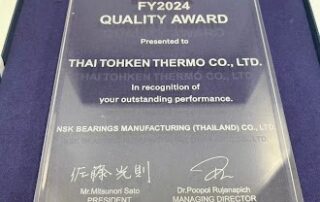 FY2024
QUALITY AWARD
Presented to
THAI TOHKEN THERMO CO., LTD.
In recognition of
your outstanding performance.
NSK BEARINGS MANUFACTURING (THAILAND) CO., LTD.
佐藤光則
Mr.Mitsunori Sato
PRESIDENT
Dr.Poopol Rujanapich
MANAGING DIRECTOR